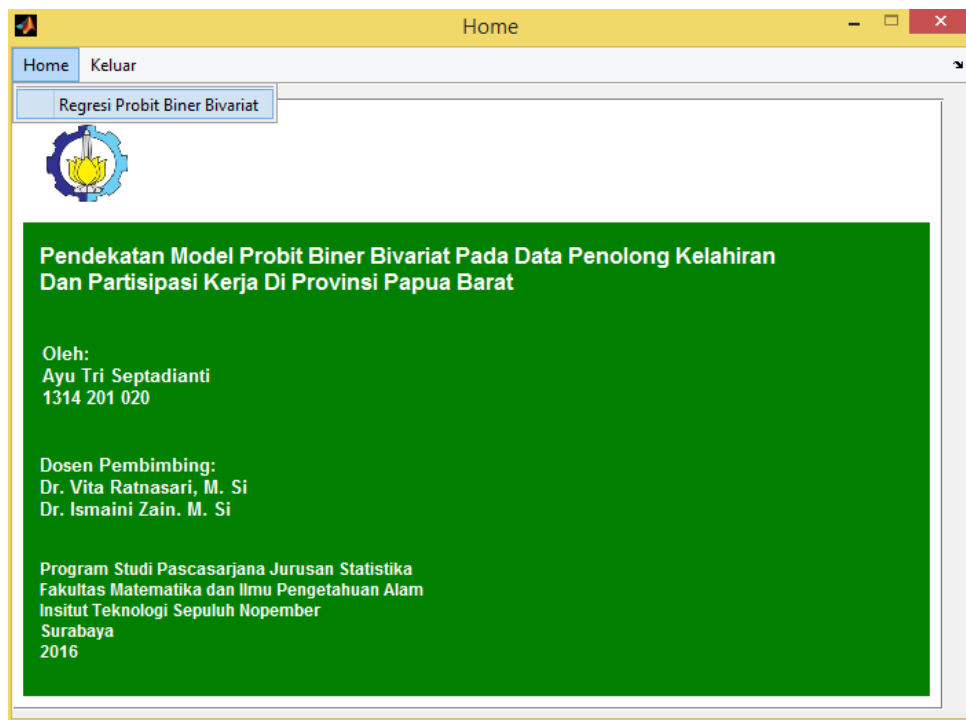 Home
Home Keluar
Regresi Probit Biner Bivariat
Pendekatan Model Probit Biner Bivariat Pada Data Penolong Kelahiran
Dan Partisipasi Kerja Di Provinsi Papua Barat
Oleh:
Ayu Tri Septadianti
1314 201 020
Dosen Pembimbing:
Dr. Vita Ratnasari, M. Si
Dr. Ismaini Zain. M. Si
Program Studi Pascasarjana Jurusan Statistika
Fakultas Matematika dan Ilmu Pengetahuan Alam
Insitut Teknologi Sepuluh Nopember
Surabaya
2016